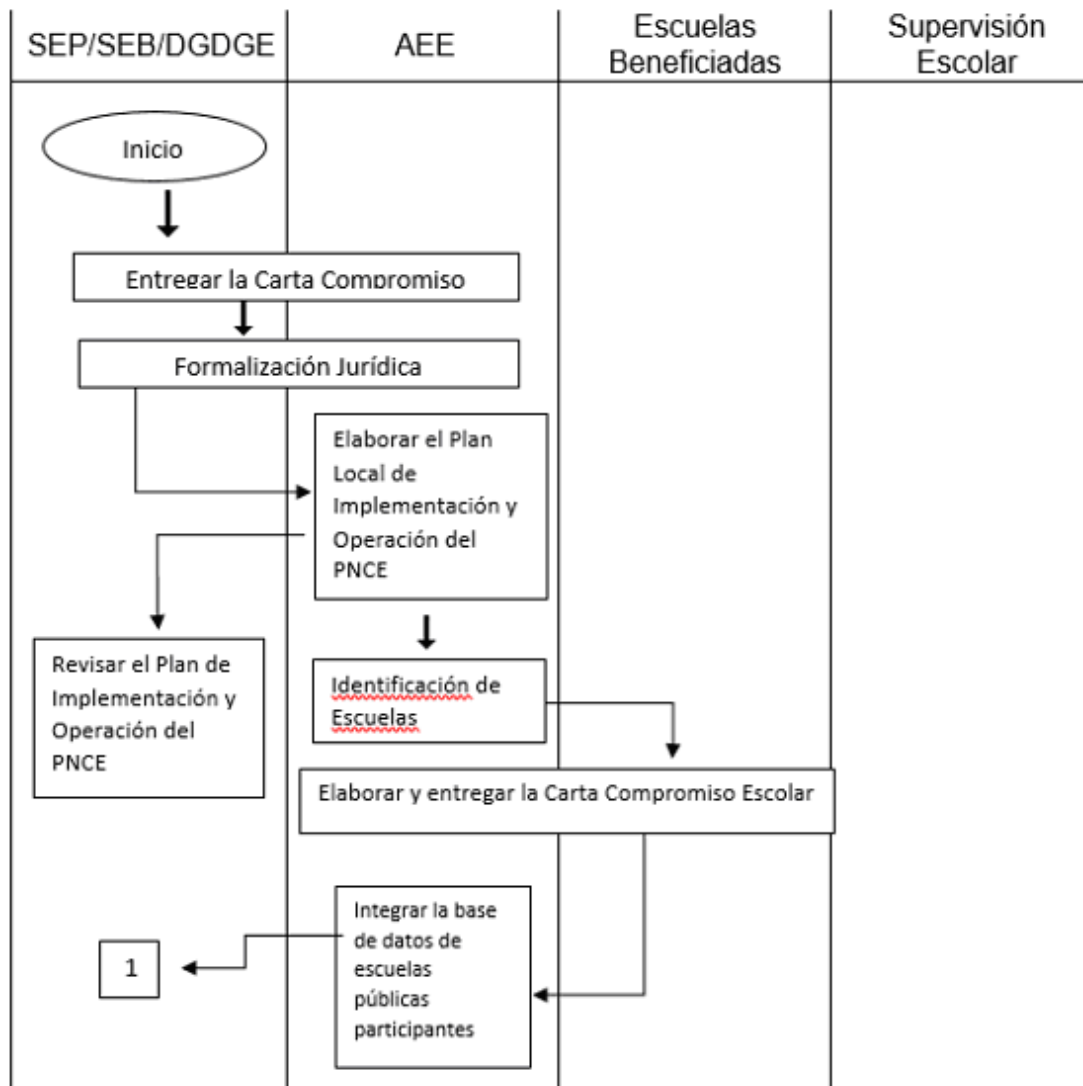 SEP/SEB/DGDGE
AEE
Escuelas
Beneficiadas
Supervisión
Escolar
Inicio
Entregar la Carta Compromiso
Formalización Jurídica
Elaborar el Plan
Local de
Implementación y
Operación del
PNCE
Revisar el Plan de
Implementación y
Operación del
PNCE
Identificación de
Escuelas
Elaborar y entregar la Carta Compromiso Escolar
Integrar la base
de datos de
escuelas
públicas
participantes
1